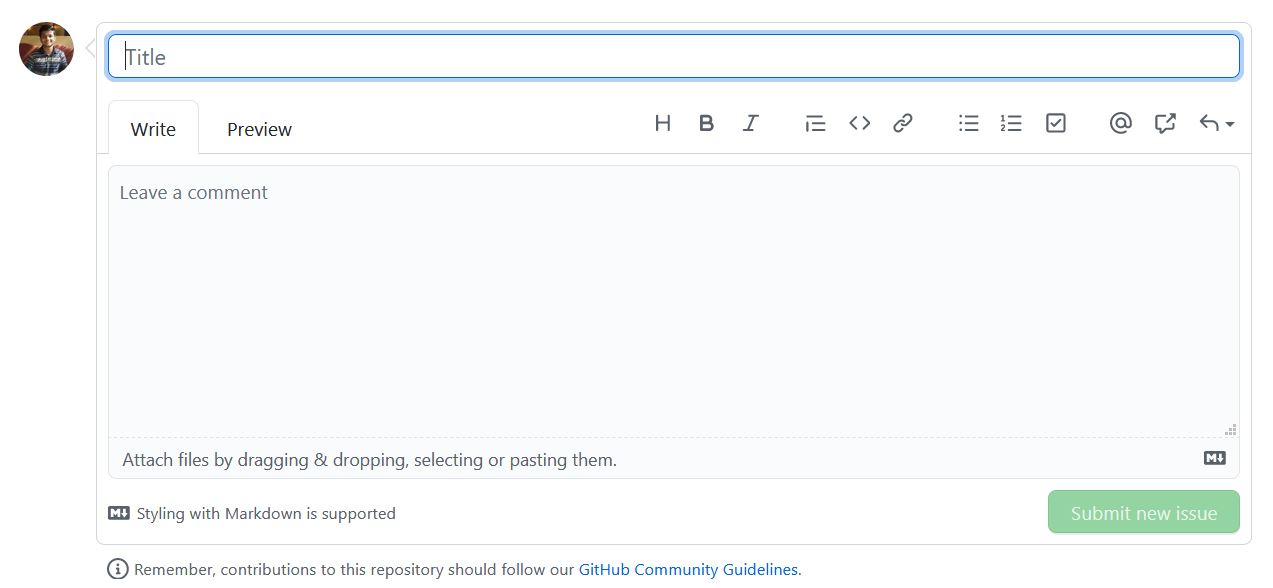 Title
Write Preview
Leave a comment
Attach files by dragging & dropping, selecting or pasting them.
Styling with Markdown is supported
Submit new issue
Remember, contributions to this repository should follow our GitHub Community Guidelines.